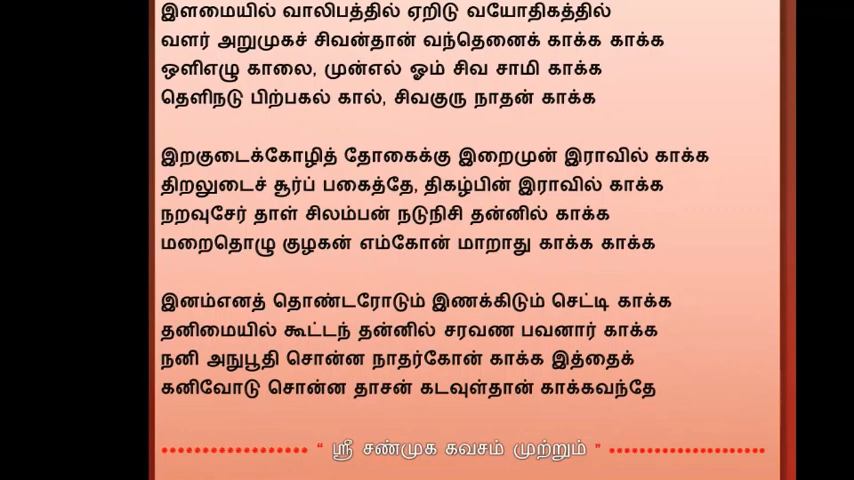 இளமையில் வாலிபத்தில் ஏறிடு வயோதிகத்தில்
வளர் அறுமுகச் சிவன்தான் வந்தெனைக் காக்க காக்க
ஒளிஎழு காலை, முன்எல் ஓம் சிவ சாமி காக்க
தெளிநடு பிற்பகல் கால், சிவகுரு நாதன் காக்க
இறகுடைக்கோழித் தோகைக்கு இறைமுன் இராவில் காக்க
திறலுடைச் சூர்ப் பகைத்தே, திகழ்பின் இராவில் காக்க
நறவுசேர் தாள் சிலம்பன் நடுநிசி தன்னில் காக்க
மறைதொழு குழகன் எம்கோன் மாறாது காக்க காக்க
இனம்எனத் தொண்டரோடும் இணக்கிடும் செட்டி காக்க
தனிமையில் கூட்டந் தன்னில் சரவண பவனார் காக்க
நனி அநுபூதி சொன்ன நாதர்கோன் காக்க இத்தைக்
கனிவோடு சொன்ன தாசன் கடவுள்தான் காக்கவந்தே
“ ஸ்ரீ சண்முக கவசம் முற்றும் ”